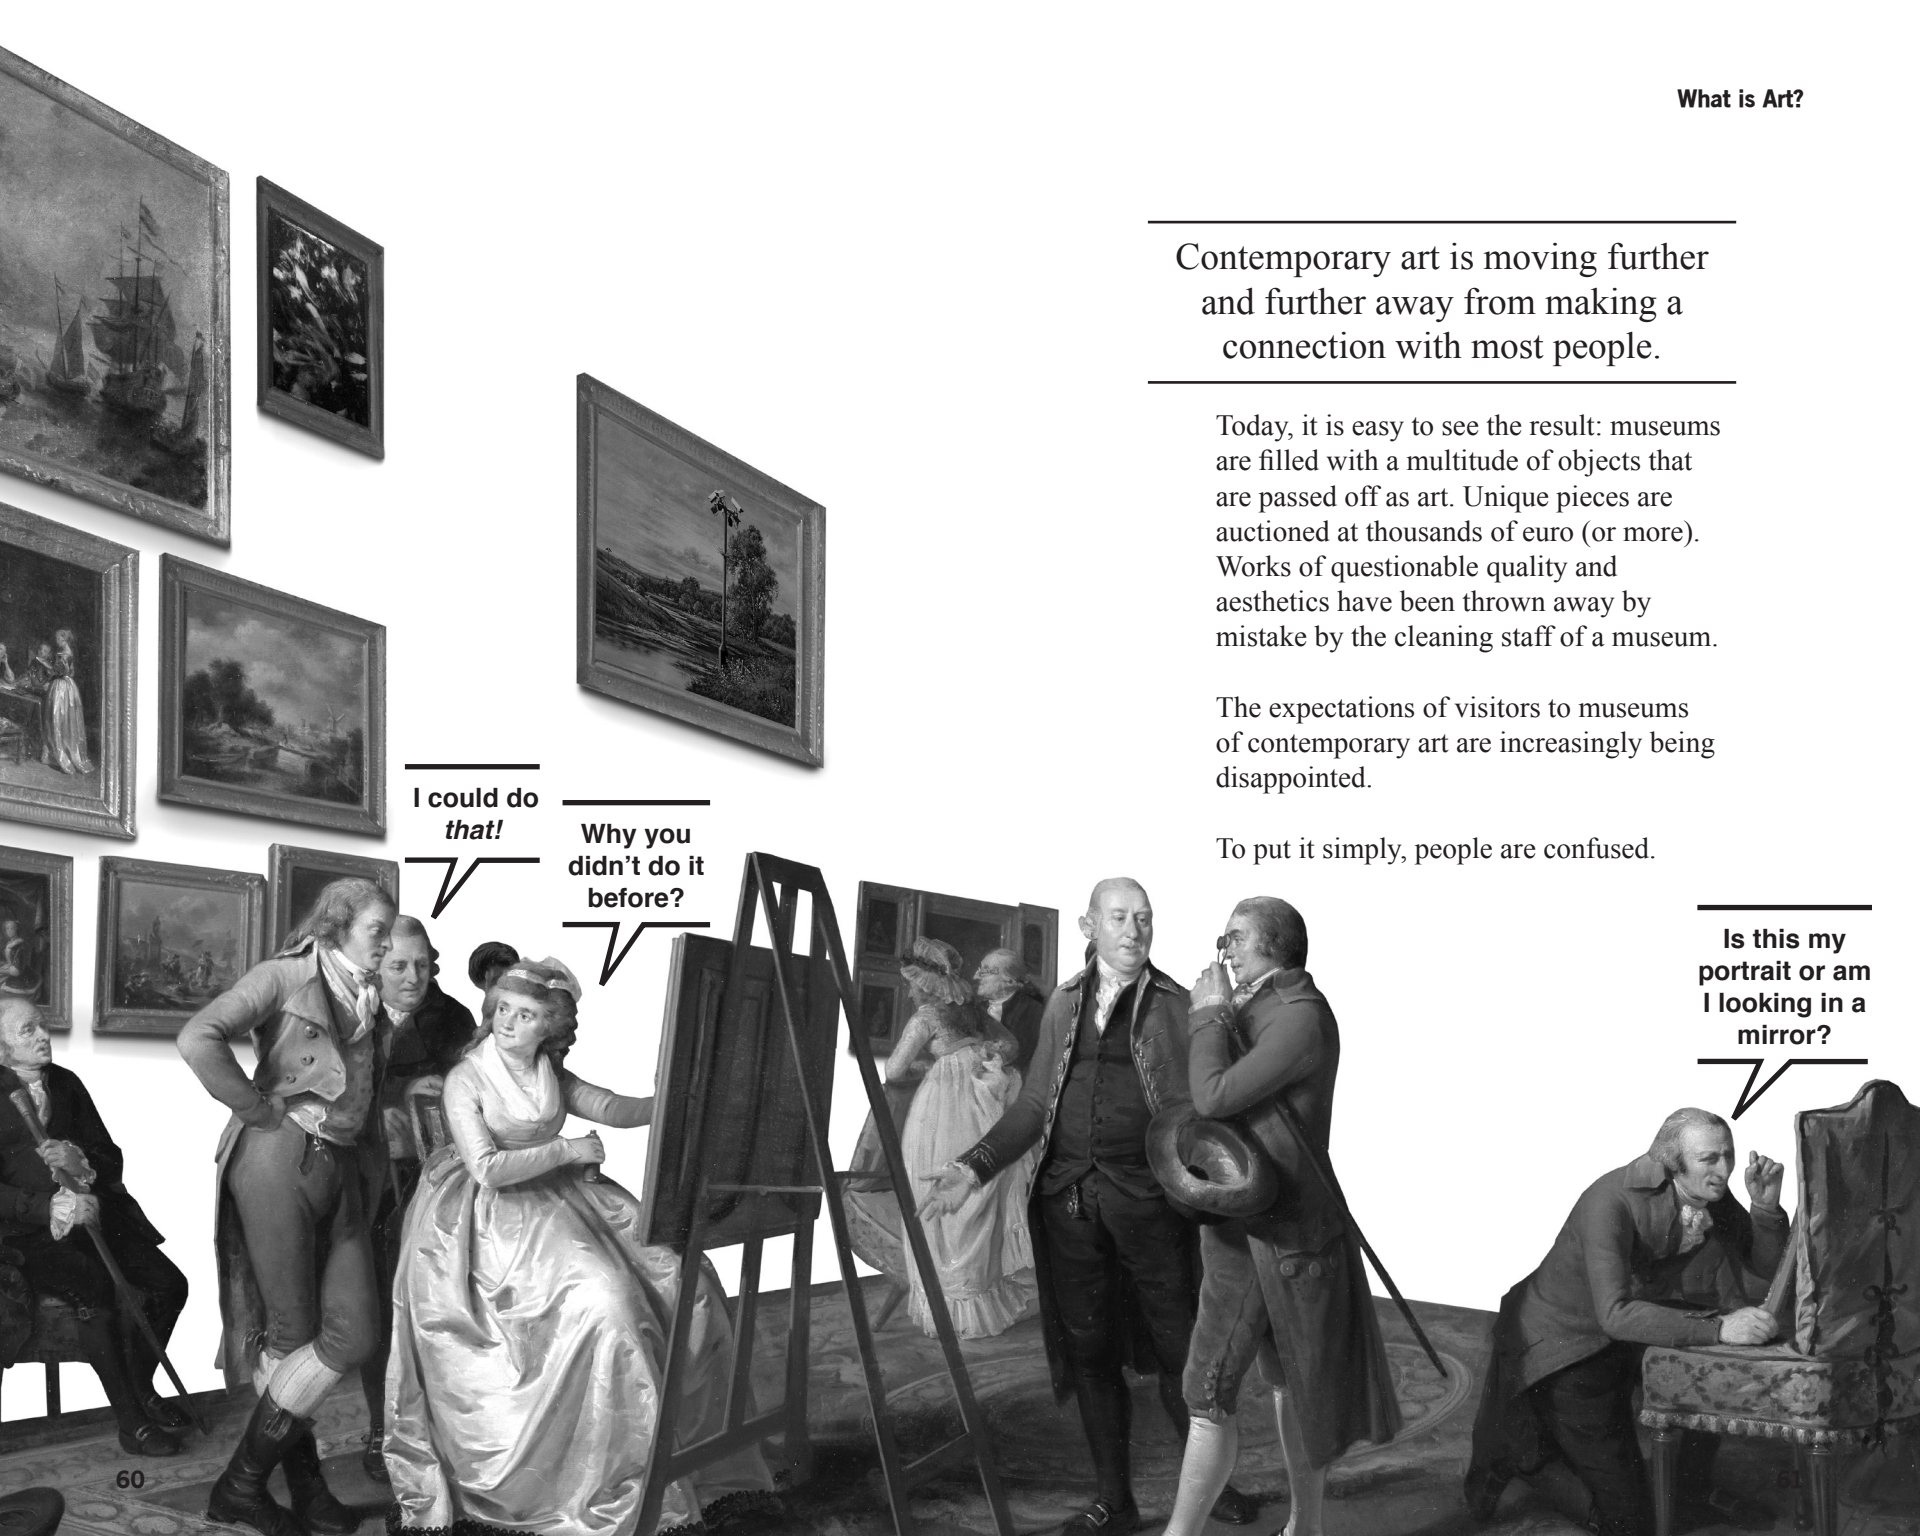 What is Art?
Contemporary art is moving further
and further away from making a
connection with most people.
Today, it is easy to see the result: museums
are filled with a multitude of objects that
are passed off as art. Unique pieces are
auctioned at thousands of euro (or more).
Works of questionable quality and
aesthetics have been thrown away by
mistake by the cleaning staff of a museum.
The expectations of visitors to museums
of contemporary art are increasingly being
disappointed.
To put it simply, people are confused.
I could do
that!
Why you
didn’t do it
before?
Is this my
portrait or am
I looking in a
mirror?
60
61